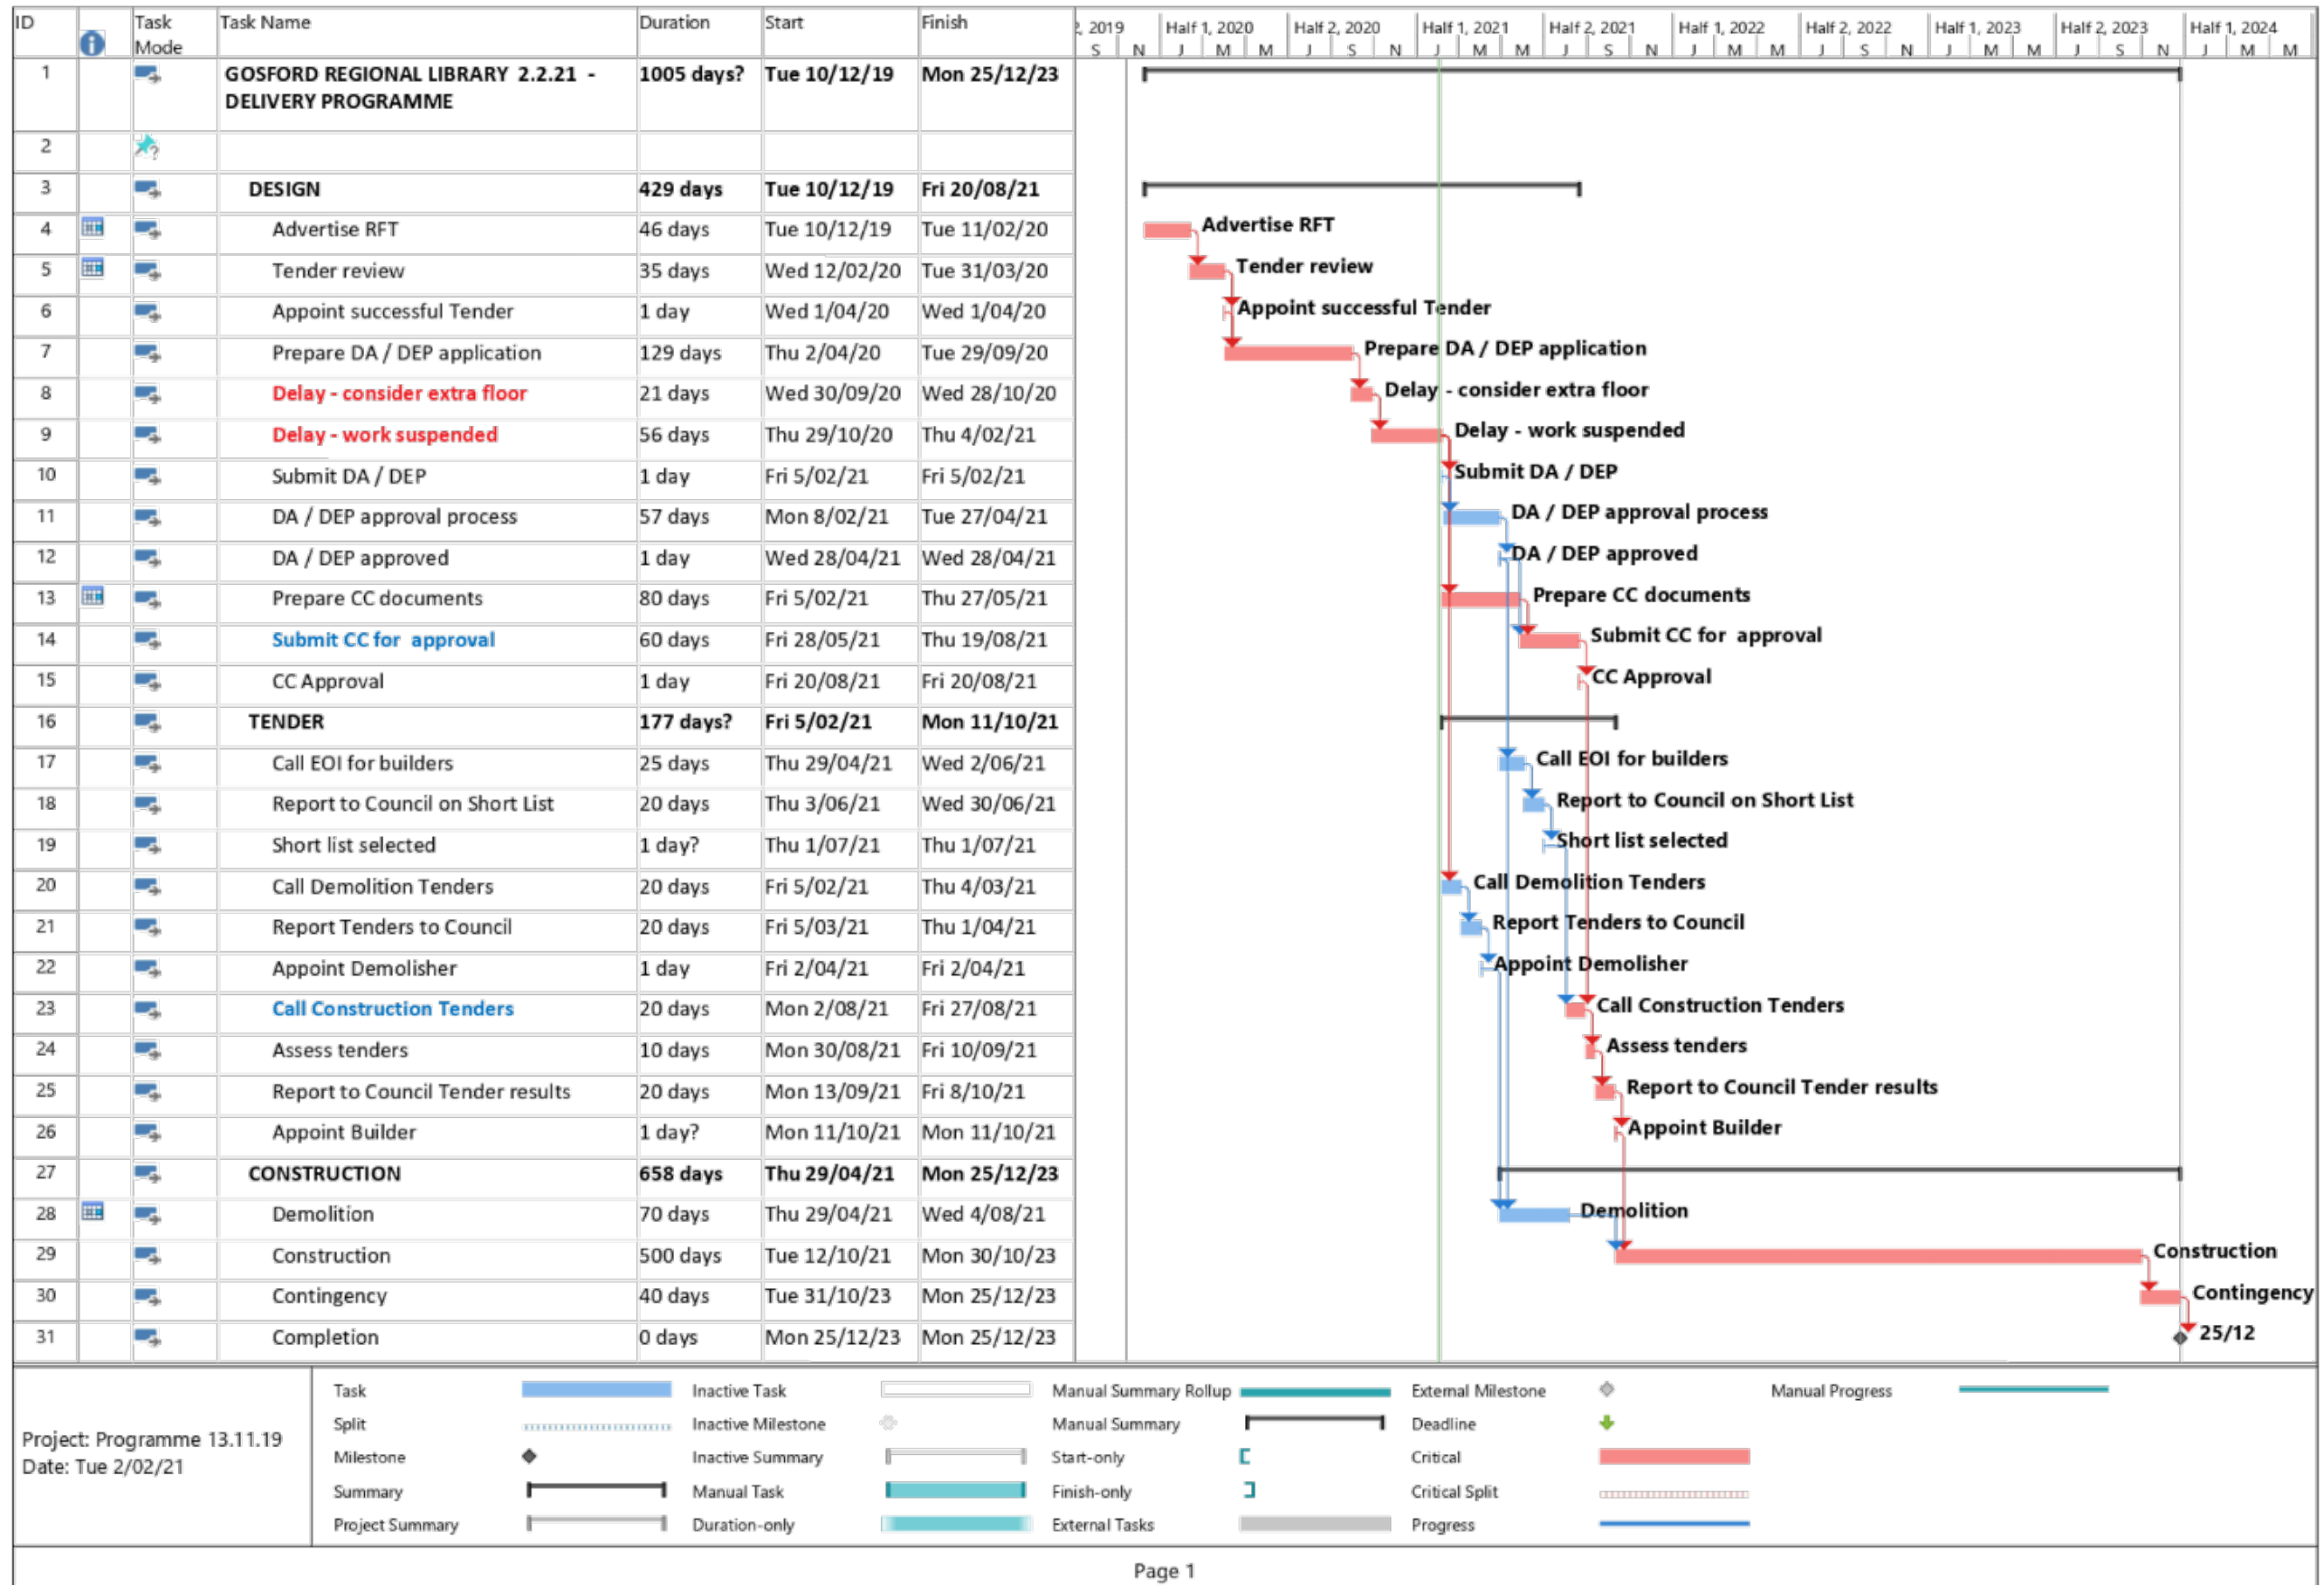 ID Task Mode Task Name Duration Start Finish
2, 2019 Half 1, 2020 Half 2, 2020 Half 1, 2021 Half 2, 2021 Half 1, 2022 Half 2, 2022 Half 1, 2023 Half 2, 2023 Half 1, 2024
S N J M M J S N J M M J S N J M M J S N J M M J S N J M M
1 GOSFORD REGIONAL LIBRARY 2.2.21 - DELIVERY PROGRAMME 1005 days? Tue 10/12/19 Mon 25/12/23
2 ?
3 DESIGN 429 days Tue 10/12/19 Fri 20/08/21
4 Advertise RFT 46 days Tue 10/12/19 Tue 11/02/20 Advertise RFT
5 Tender review 35 days Wed 12/02/20 Tue 31/03/20 Tender review
6 Appoint successful Tender 1 day Wed 1/04/20 Wed 1/04/20 Appoint successful Tender
7 Prepare DA / DEP application 129 days Thu 2/04/20 Tue 29/09/20 Prepare DA / DEP application
8 Delay - consider extra floor 21 days Wed 30/09/20 Wed 28/10/20 Delay - consider extra floor
9 Delay - work suspended 56 days Thu 29/10/20 Thu 4/02/21 Delay - work suspended
10 Submit DA / DEP 1 day Fri 5/02/21 Fri 5/02/21 Submit DA / DEP
11 DA / DEP approval process 57 days Mon 8/02/21 Tue 27/04/21 DA / DEP approval process
12 DA / DEP approved 1 day Wed 28/04/21 Wed 28/04/21 DA / DEP approved
13 Prepare CC documents 80 days Fri 5/02/21 Thu 27/05/21 Prepare CC documents
14 Submit CC for approval 60 days Fri 28/05/21 Thu 19/08/21 Submit CC for approval
15 CC Approval 1 day Fri 20/08/21 Fri 20/08/21 CC Approval
16 TENDER 177 days? Fri 5/02/21 Mon 11/10/21
17 Call EOI for builders 25 days Thu 29/04/21 Wed 2/06/21 Call EOI for builders
18 Report to Council on Short List 20 days Thu 3/06/21 Wed 30/06/21 Report to Council on Short List
19 Short list selected 1 day? Thu 1/07/21 Thu 1/07/21 Short list selected
20 Call Demolition Tenders 20 days Fri 5/02/21 Thu 4/03/21 Call Demolition Tenders
21 Report Tenders to Council 20 days Fri 5/03/21 Thu 1/04/21 Report Tenders to Council
22 Appoint Demolisher 1 day Fri 2/04/21 Fri 2/04/21 Appoint Demolisher
23 Call Construction Tenders 20 days Mon 2/08/21 Fri 27/08/21 Call Construction Tenders
24 Assess tenders 10 days Mon 30/08/21 Fri 10/09/21 Assess tenders
25 Report to Council Tender results 20 days Mon 13/09/21 Fri 8/10/21 Report to Council Tender results
26 Appoint Builder 1 day? Mon 11/10/21 Mon 11/10/21 Appoint Builder
27 CONSTRUCTION 658 days Thu 29/04/21 Mon 25/12/23
28 Demolition 70 days Thu 29/04/21 Wed 4/08/21 Demolition
29 Construction 500 days Tue 12/10/21 Mon 30/10/23 Construction
30 Contingency 40 days Tue 31/10/23 Mon 25/12/23 Contingency
31 Completion 0 days Mon 25/12/23 Mon 25/12/23 25/12
Project: Programme 13.11.19
Date: Tue 2/02/21
Task Inactive Task Manual Summary Rollup External Milestone Manual Progress
Split Inactive Milestone Manual Summary Deadline
Milestone Inactive Summary Start-only Critical
Summary Manual Task Finish-only Critical Split
Project Summary Duration-only External Tasks Progress
Page 1